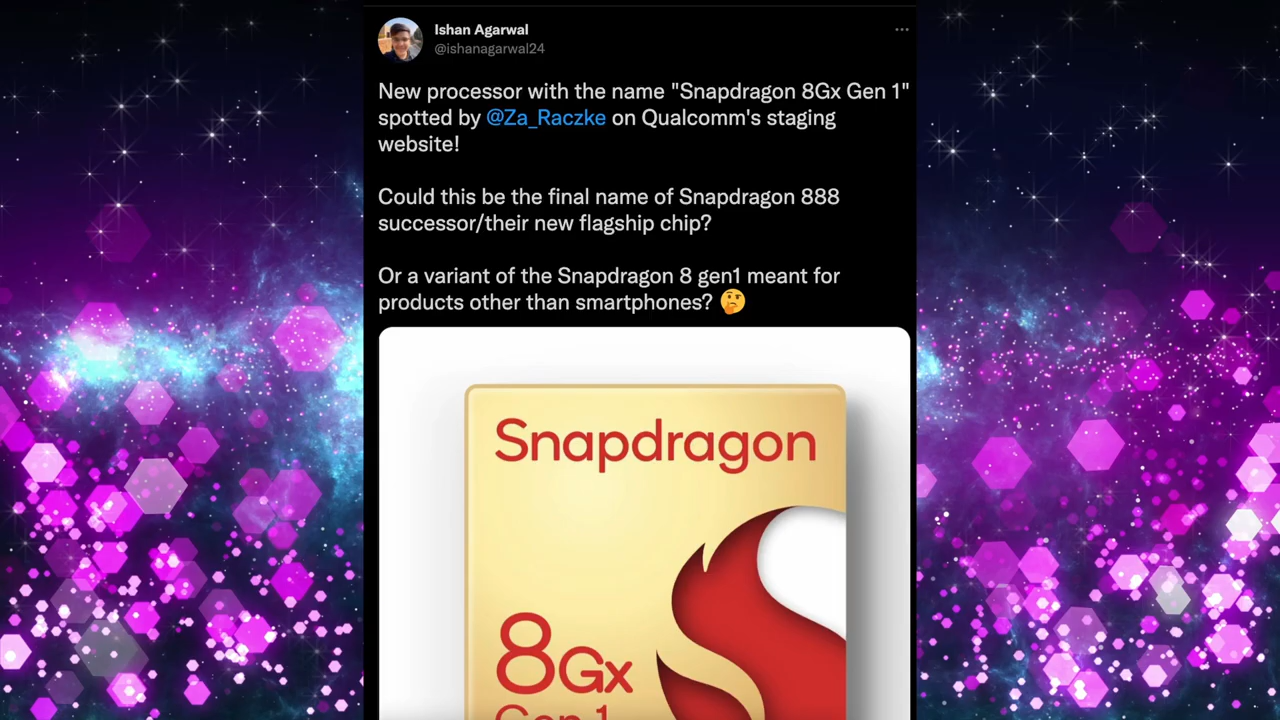 Ishan Agarwal
@ishanagarwal24
New processor with the name "Snapdragon 8Gx Gen 1"
spotted by @Za_Raczke on Qualcomm's staging
website!
Could this be the final name of Snapdragon 888
successor/their new flagship chip?
Or a variant of the Snapdragon 8 gen1 meant for
products other than smartphones? 🤔
Snapdragon
8Gx
Gen 1